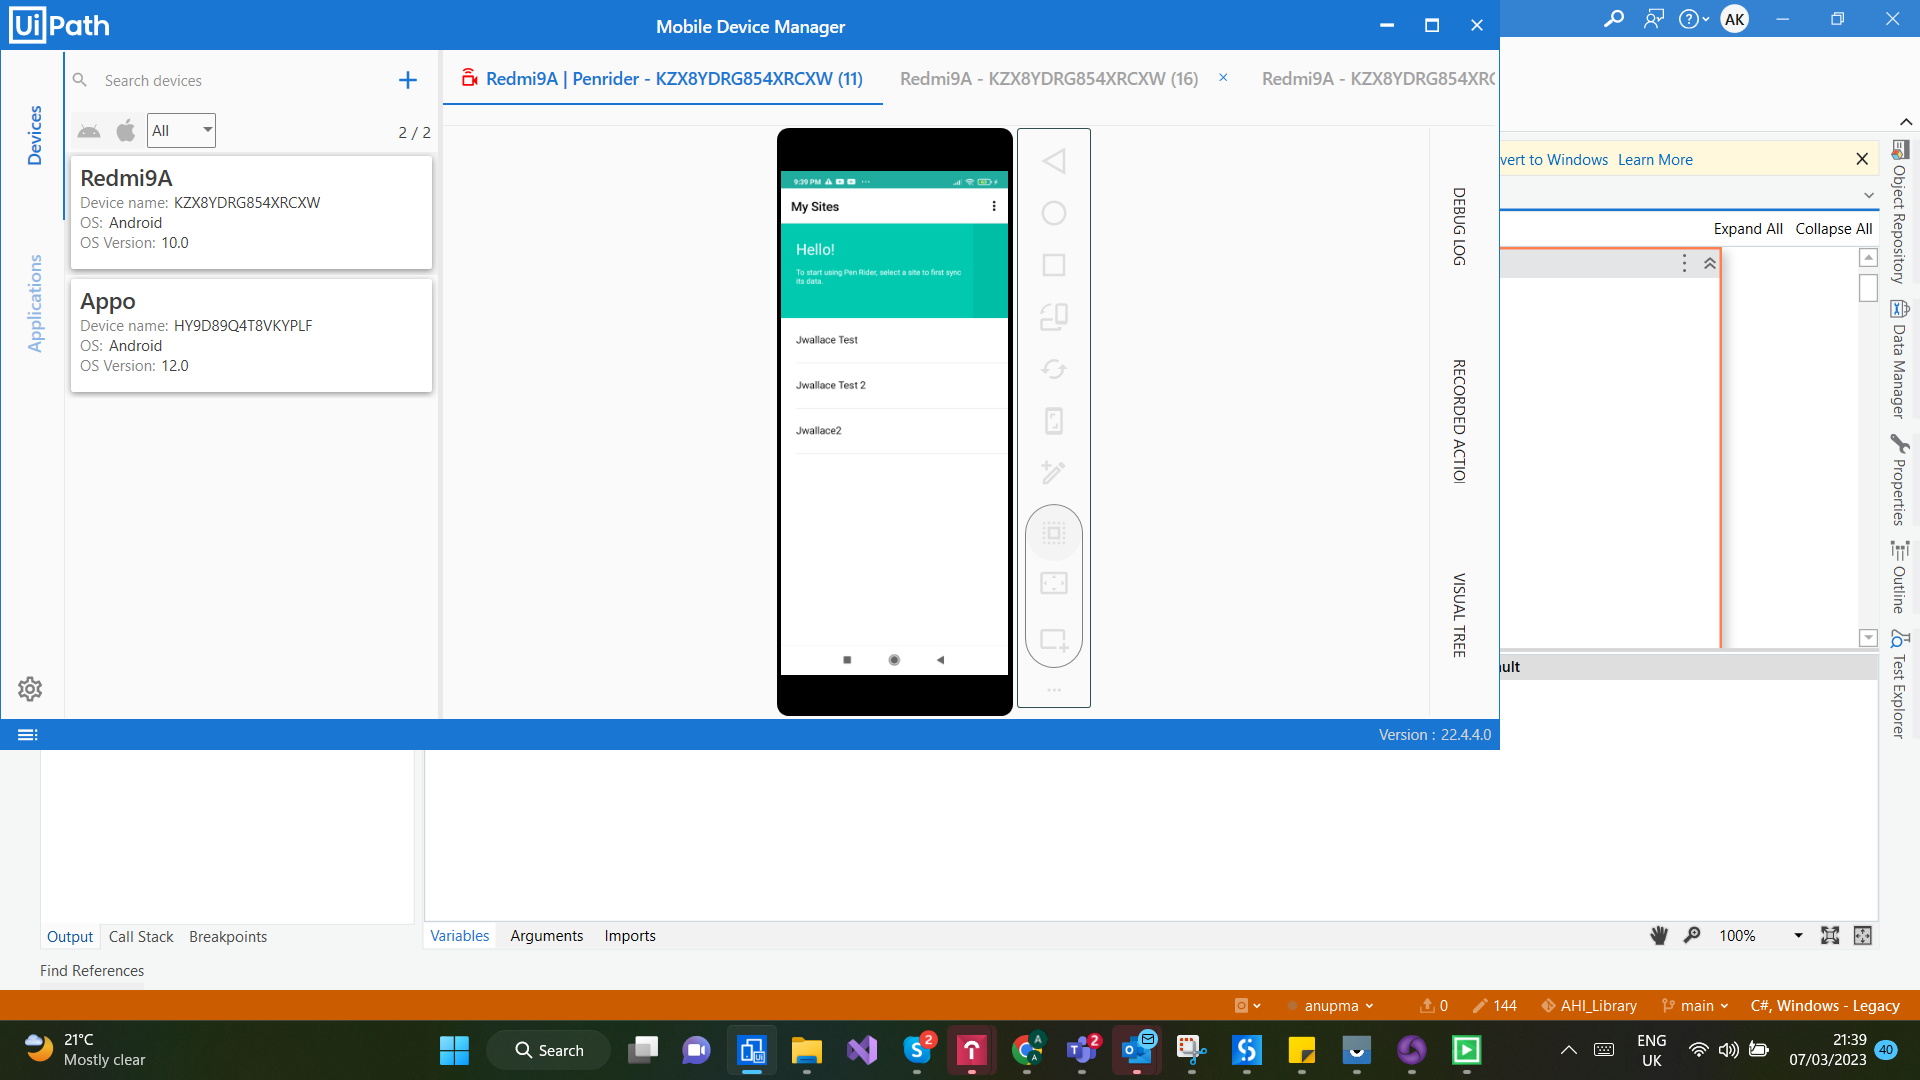 UiPath
Mobile Device Manager
AK
Search devices
Redmi9A | Penrider - KZX8YDRG854XRCXW (11)
Redmi9A - KZX8YDRG854XRCXW (16)
Redmi9A - KZX8YDRG854XRC
Devices
Applications
All
2 / 2
Redmi9A
Device name: KZX8YDRG854XRCXW
OS: Android
OS Version: 10.0
Appo
Device name: HY9D89Q4T8VKYPLF
OS: Android
OS Version: 12.0
9:39 PM
My Sites
Hello!
To start using Pen Rider, select a site to first sync
its data.
Jwallace Test
Jwallace Test 2
Jwallace2
DEBUG LOG
RECORDED ACTIO
VISUAL TREE
vert to Windows Learn More
Expand All Collapse All
Object Repository
Data Manager
Properties
Outline
Test Explorer
ult
Version : 22.4.4.0
Output Call Stack Breakpoints
Variables Arguments Imports
100%
Find References
anupma
0
144
AHI_Library
main
C#, Windows - Legacy
21°C
Mostly clear
Search
2
A
A
2
ENG
UK
21:39
07/03/2023
40